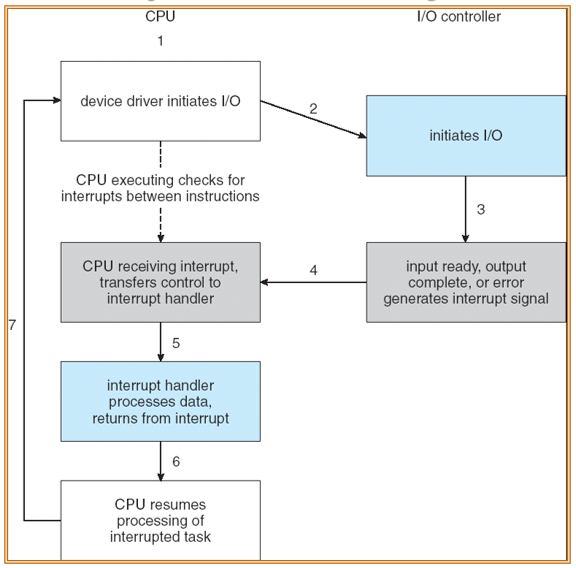 CPU
I/O controller
1
device driver initiates I/O
2
initiates I/O
CPU executing checks for
interrupts between instructions
3
CPU receiving interrupt,
transfers control to
interrupt handler
4
input ready, output
complete, or error
generates interrupt signal
7
5
interrupt handler
processes data,
returns from interrupt
6
CPU resumes
processing of
interrupted task